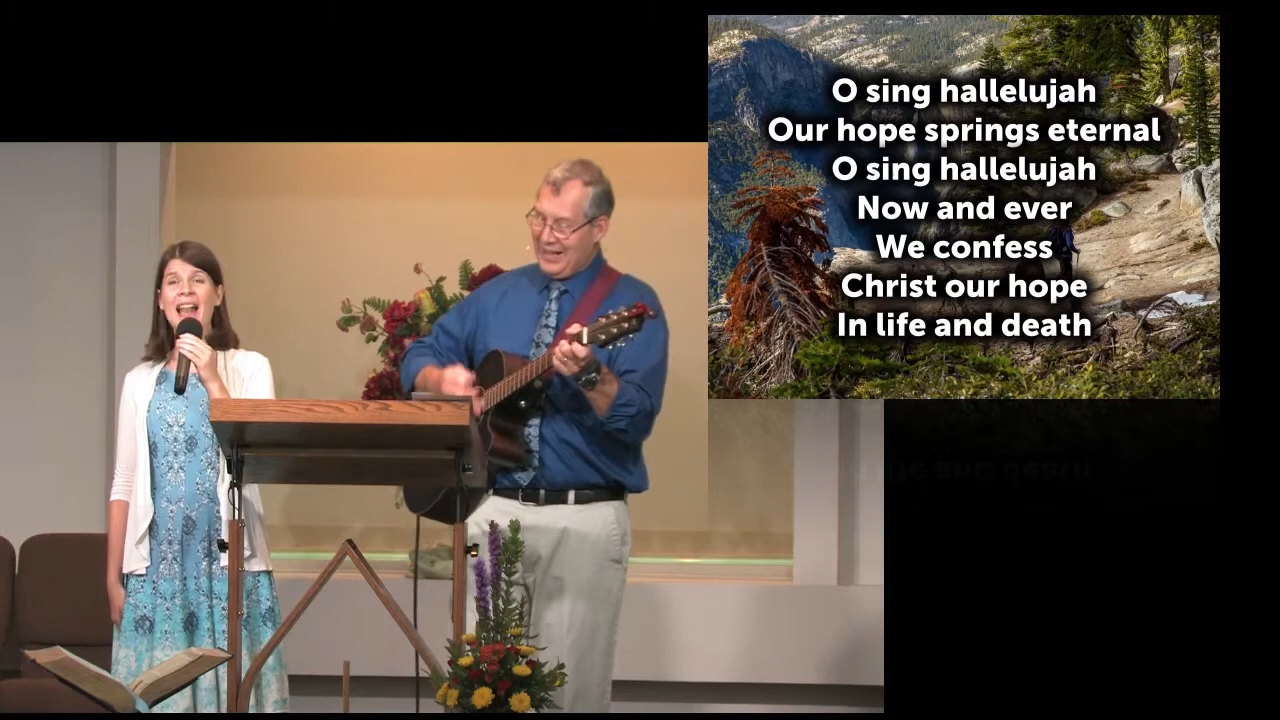 O sing hallelujah
Our hope springs eternal
O sing hallelujah
Now and ever
We confess
Christ our hope
In life and death